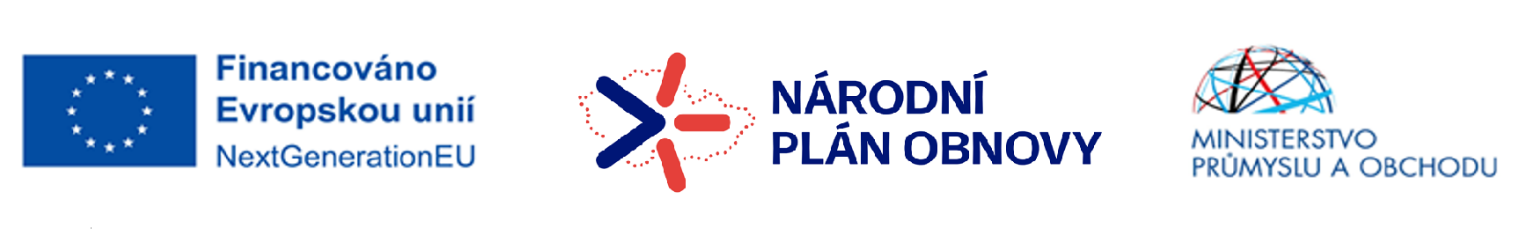 Financováno
Evropskou unií
NextGenerationEU
NÁRODNÍ
PLÁN OBNOVY
MINISTERSTVO
PRŮMYSLU A OBCHODU